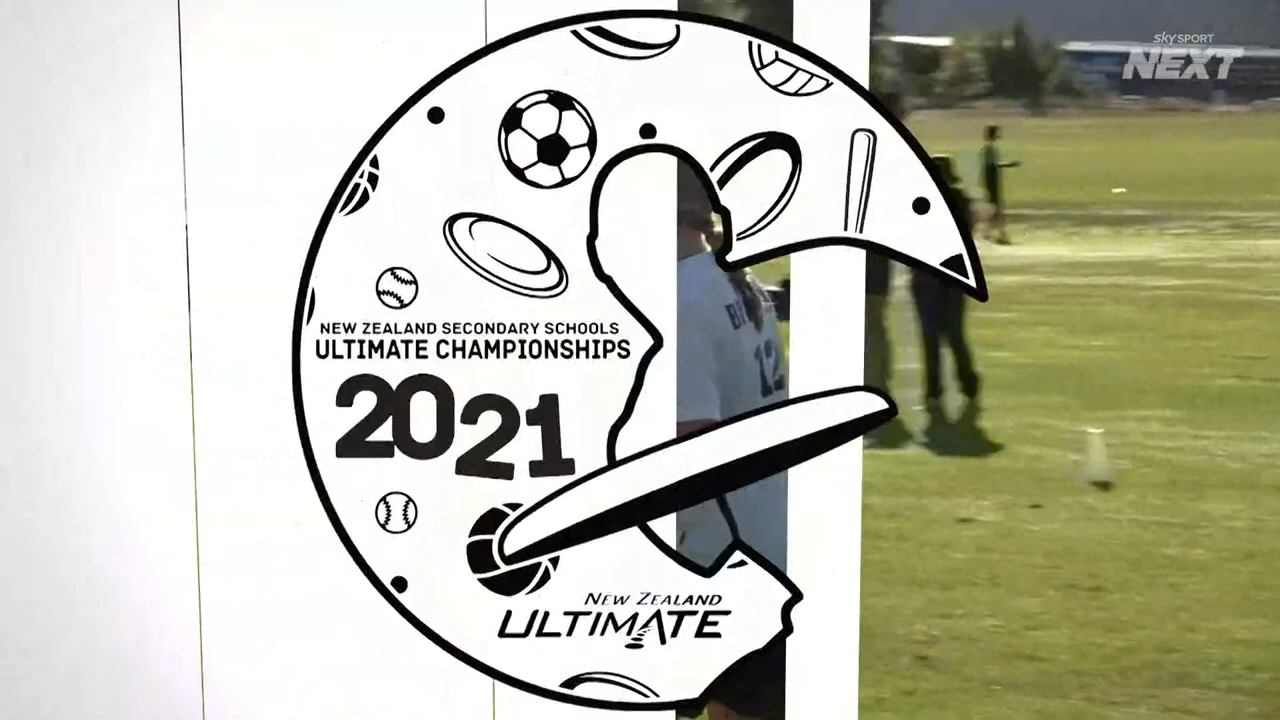 sky SPORT
NEXT
NEW ZEALAND SECONDARY SCHOOLS
ULTIMATE CHAMPIONSHIPS
2021
12
NEW ZEALAND
ULTIMATE